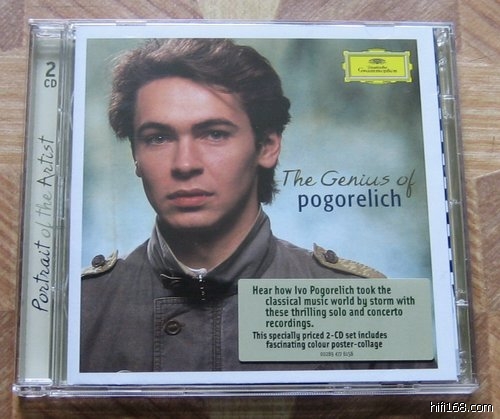 2
CD
Portrait of the Artist
Deutsche
Grammophon
The Genius of
pogorelich
Hear how Ivo Pogorelich took the
classical music world by storm with
these thrilling solo and concerto
recordings.
This specially priced 2-CD set includes
fascinating colour poster-collage
hifi168.com